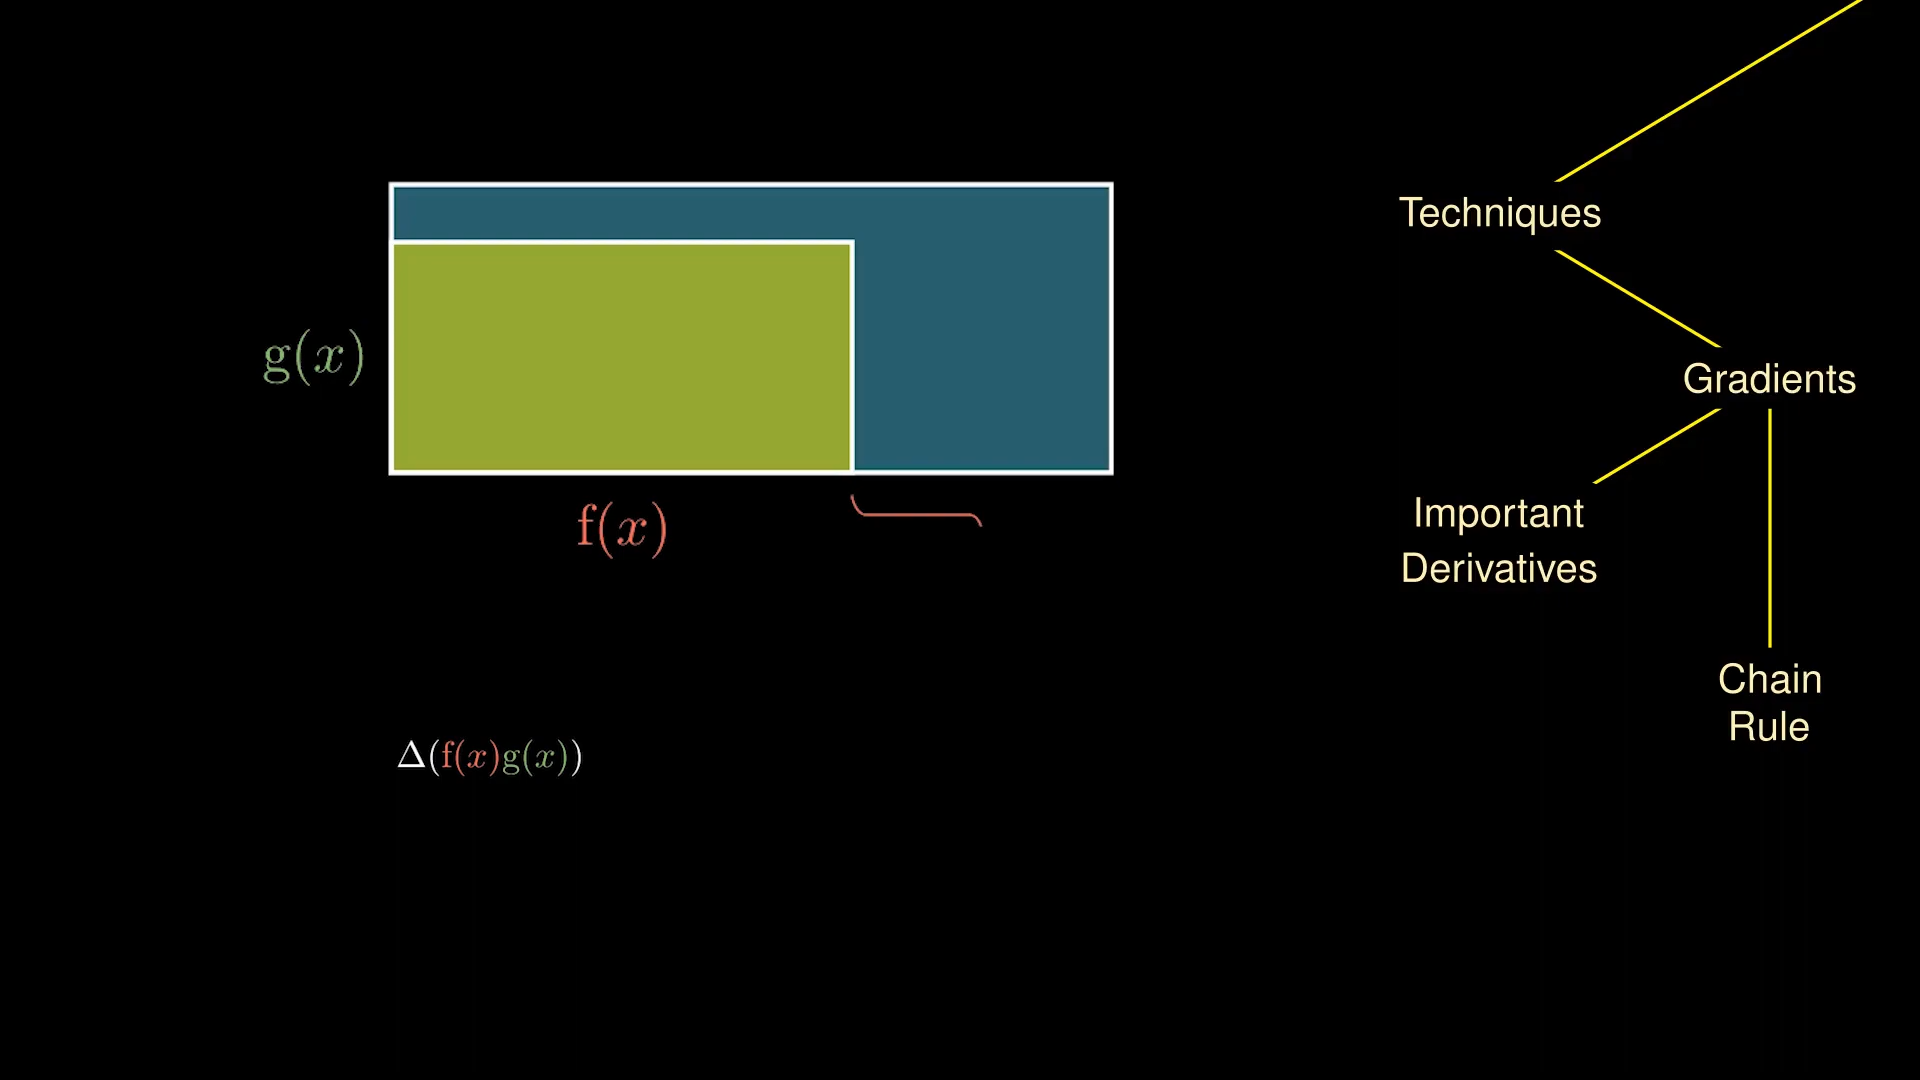 Techniques
g(x)
Gradients
f(x)
Important
Derivatives
Chain
Rule
Δ(f(x)g(x))